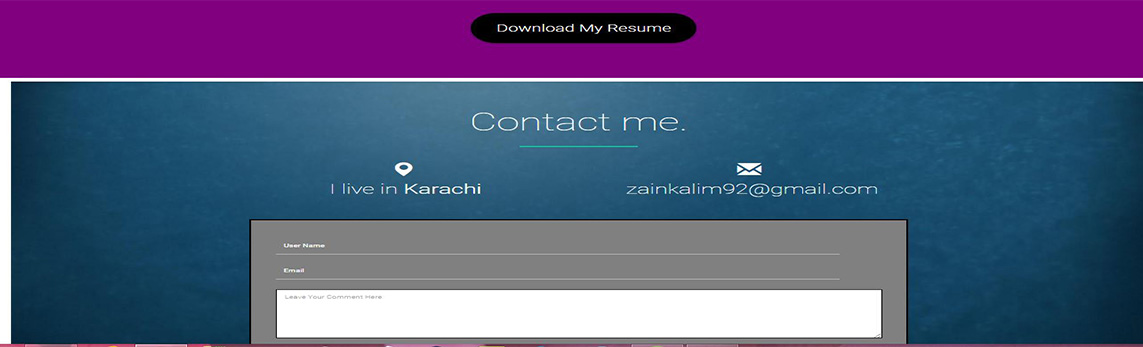 Download My Resume
Contact me.
I live in Karachi
zainkalim92@gmail.com
User Name
Email
Leave Your Comment Here